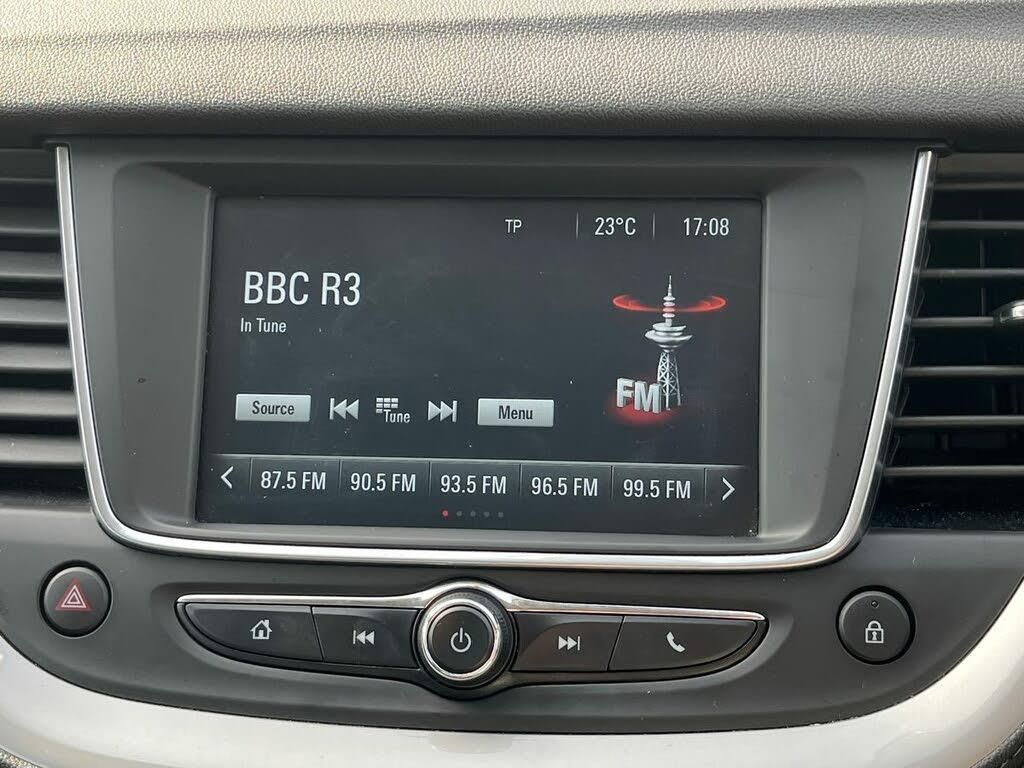 TP 23°C 17:08
BBC R3
In Tune
FM
Source Tune Menu
87.5 FM 90.5 FM 93.5 FM 96.5 FM 99.5 FM